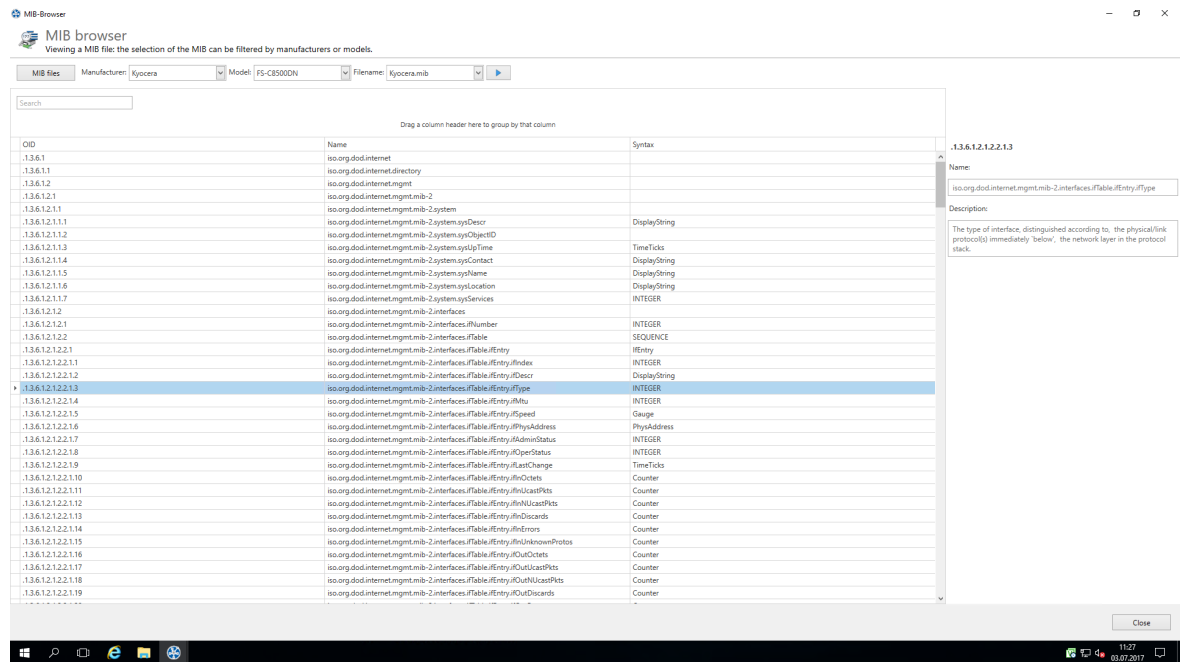 MIB-Browser
MIB browser
Viewing a MIB file: the selection of the MIB can be filtered by manufacturers or models.
MIB files Manufacturer: Kyocera Model: FS-C8500DN Filename: Kyocera.mib
Search
Drag a column header here to group by that column
OID Name Syntax
.1.3.6.1 iso.org.dod.internet
.1.3.6.1.1 iso.org.dod.internet.directory
.1.3.6.1.2 iso.org.dod.internet.mgmt
.1.3.6.1.2.1 iso.org.dod.internet.mgmt.mib-2
.1.3.6.1.2.1.1 iso.org.dod.internet.mgmt.mib-2.system
.1.3.6.1.2.1.1.1 iso.org.dod.internet.mgmt.mib-2.system.sysDescr DisplayString
.1.3.6.1.2.1.1.2 iso.org.dod.internet.mgmt.mib-2.system.sysObjectID
.1.3.6.1.2.1.1.3 iso.org.dod.internet.mgmt.mib-2.system.sysUpTime TimeTicks
.1.3.6.1.2.1.1.4 iso.org.dod.internet.mgmt.mib-2.system.sysContact DisplayString
.1.3.6.1.2.1.1.5 iso.org.dod.internet.mgmt.mib-2.system.sysName DisplayString
.1.3.6.1.2.1.1.6 iso.org.dod.internet.mgmt.mib-2.system.sysLocation DisplayString
.1.3.6.1.2.1.1.7 iso.org.dod.internet.mgmt.mib-2.system.sysServices INTEGER
.1.3.6.1.2.1.2 iso.org.dod.internet.mgmt.mib-2.interfaces
.1.3.6.1.2.1.2.1 iso.org.dod.internet.mgmt.mib-2.interfaces.ifNumber INTEGER
.1.3.6.1.2.1.2.2 iso.org.dod.internet.mgmt.mib-2.interfaces.ifTable SEQUENCE
.1.3.6.1.2.1.2.2.1 iso.org.dod.internet.mgmt.mib-2.interfaces.ifTable.ifEntry IfEntry
.1.3.6.1.2.1.2.2.1.1 iso.org.dod.internet.mgmt.mib-2.interfaces.ifTable.ifEntry.ifIndex INTEGER
.1.3.6.1.2.1.2.2.1.2 iso.org.dod.internet.mgmt.mib-2.interfaces.ifTable.ifEntry.ifDescr DisplayString
.1.3.6.1.2.1.2.2.1.3 iso.org.dod.internet.mgmt.mib-2.interfaces.ifTable.ifEntry.ifType INTEGER
.1.3.6.1.2.1.2.2.1.4 iso.org.dod.internet.mgmt.mib-2.interfaces.ifTable.ifEntry.ifMtu INTEGER
.1.3.6.1.2.1.2.2.1.5 iso.org.dod.internet.mgmt.mib-2.interfaces.ifTable.ifEntry.ifSpeed Gauge
.1.3.6.1.2.1.2.2.1.6 iso.org.dod.internet.mgmt.mib-2.interfaces.ifTable.ifEntry.ifPhysAddress PhysAddress
.1.3.6.1.2.1.2.2.1.7 iso.org.dod.internet.mgmt.mib-2.interfaces.ifTable.ifEntry.ifAdminStatus INTEGER
.1.3.6.1.2.1.2.2.1.8 iso.org.dod.internet.mgmt.mib-2.interfaces.ifTable.ifEntry.ifOperStatus INTEGER
.1.3.6.1.2.1.2.2.1.9 iso.org.dod.internet.mgmt.mib-2.interfaces.ifTable.ifEntry.ifLastChange TimeTicks
.1.3.6.1.2.1.2.2.1.10 iso.org.dod.internet.mgmt.mib-2.interfaces.ifTable.ifEntry.ifInOctets Counter
.1.3.6.1.2.1.2.2.1.11 iso.org.dod.internet.mgmt.mib-2.interfaces.ifTable.ifEntry.ifInUcastPkts Counter
.1.3.6.1.2.1.2.2.1.12 iso.org.dod.internet.mgmt.mib-2.interfaces.ifTable.ifEntry.ifInNUcastPkts Counter
.1.3.6.1.2.1.2.2.1.13 iso.org.dod.internet.mgmt.mib-2.interfaces.ifTable.ifEntry.ifInDiscards Counter
.1.3.6.1.2.1.2.2.1.14 iso.org.dod.internet.mgmt.mib-2.interfaces.ifTable.ifEntry.ifInErrors Counter
.1.3.6.1.2.1.2.2.1.15 iso.org.dod.internet.mgmt.mib-2.interfaces.ifTable.ifEntry.ifInUnknownProtos Counter
.1.3.6.1.2.1.2.2.1.16 iso.org.dod.internet.mgmt.mib-2.interfaces.ifTable.ifEntry.ifOutOctets Counter
.1.3.6.1.2.1.2.2.1.17 iso.org.dod.internet.mgmt.mib-2.interfaces.ifTable.ifEntry.ifOutUcastPkts Counter
.1.3.6.1.2.1.2.2.1.18 iso.org.dod.internet.mgmt.mib-2.interfaces.ifTable.ifEntry.ifOutNUcastPkts Counter
.1.3.6.1.2.1.2.2.1.19 iso.org.dod.internet.mgmt.mib-2.interfaces.ifTable.ifEntry.ifOutDiscards Counter
.1.3.6.1.2.1.2.2.1.3
Name:
iso.org.dod.internet.mgmt.mib-2.interfaces.ifTable.ifEntry.ifType
Description:
The type of interface, distinguished according to, the physical/link
protocol(s) immediately `below', the network layer in the protocol
stack.
Close
11:27
03.07.2017